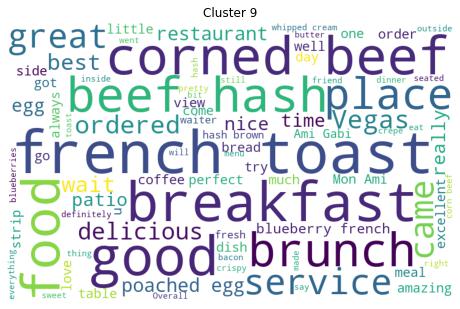 Cluster 9
whipped cream
great
little
restaurant
butter
one
order
outside
went
corned beef
best
well
day
side
hash
inside
still
friend
dinner
seated
got
pretty
beef hash
place
egg
always
toast
ordered
view
bit
come
waiter
nice
time
Vegas
crepe
eat
really
french toast
hash brown
Ami Gabi
bread
will
menu
try
go
blueberries
food
wait
coffee
perfect
much
Mon Ami
came
excellent
corn beef
breakfast
strip
patio
u
definitely
delicious
fresh
blueberry french
dish
bacon
crispy
good
brunch
everything
thing
love
sweet
table
poached egg
Overall
service
made
say
meal
amazing
right